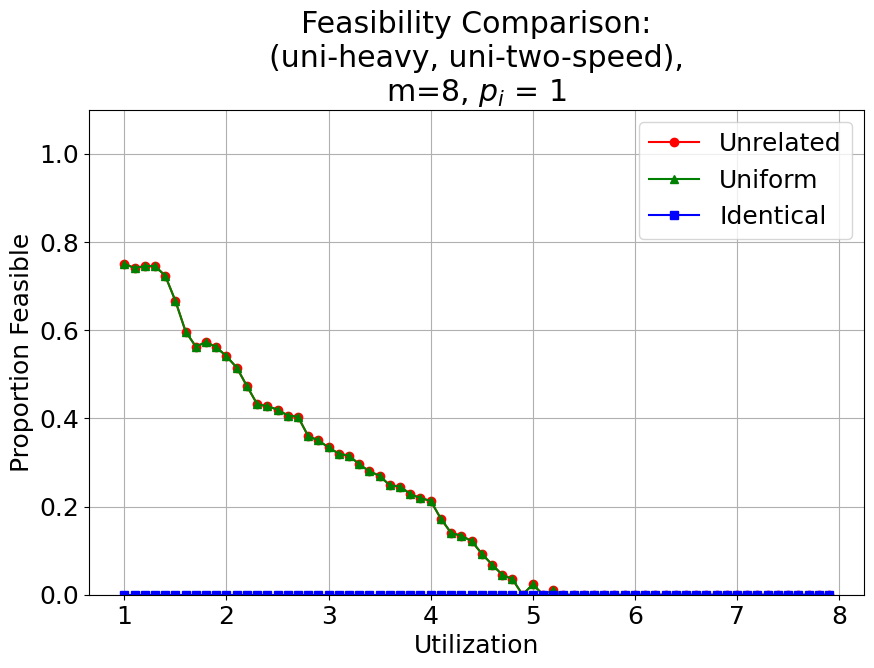 Feasibility Comparison:
(uni-heavy, uni-two-speed),
m=8, $p_i$ = 1
Unrelated
Uniform
Identical
Proportion Feasible
1.0
0.8
0.6
0.4
0.2
0.0
1 2 3 4 5 6 7 8
Utilization